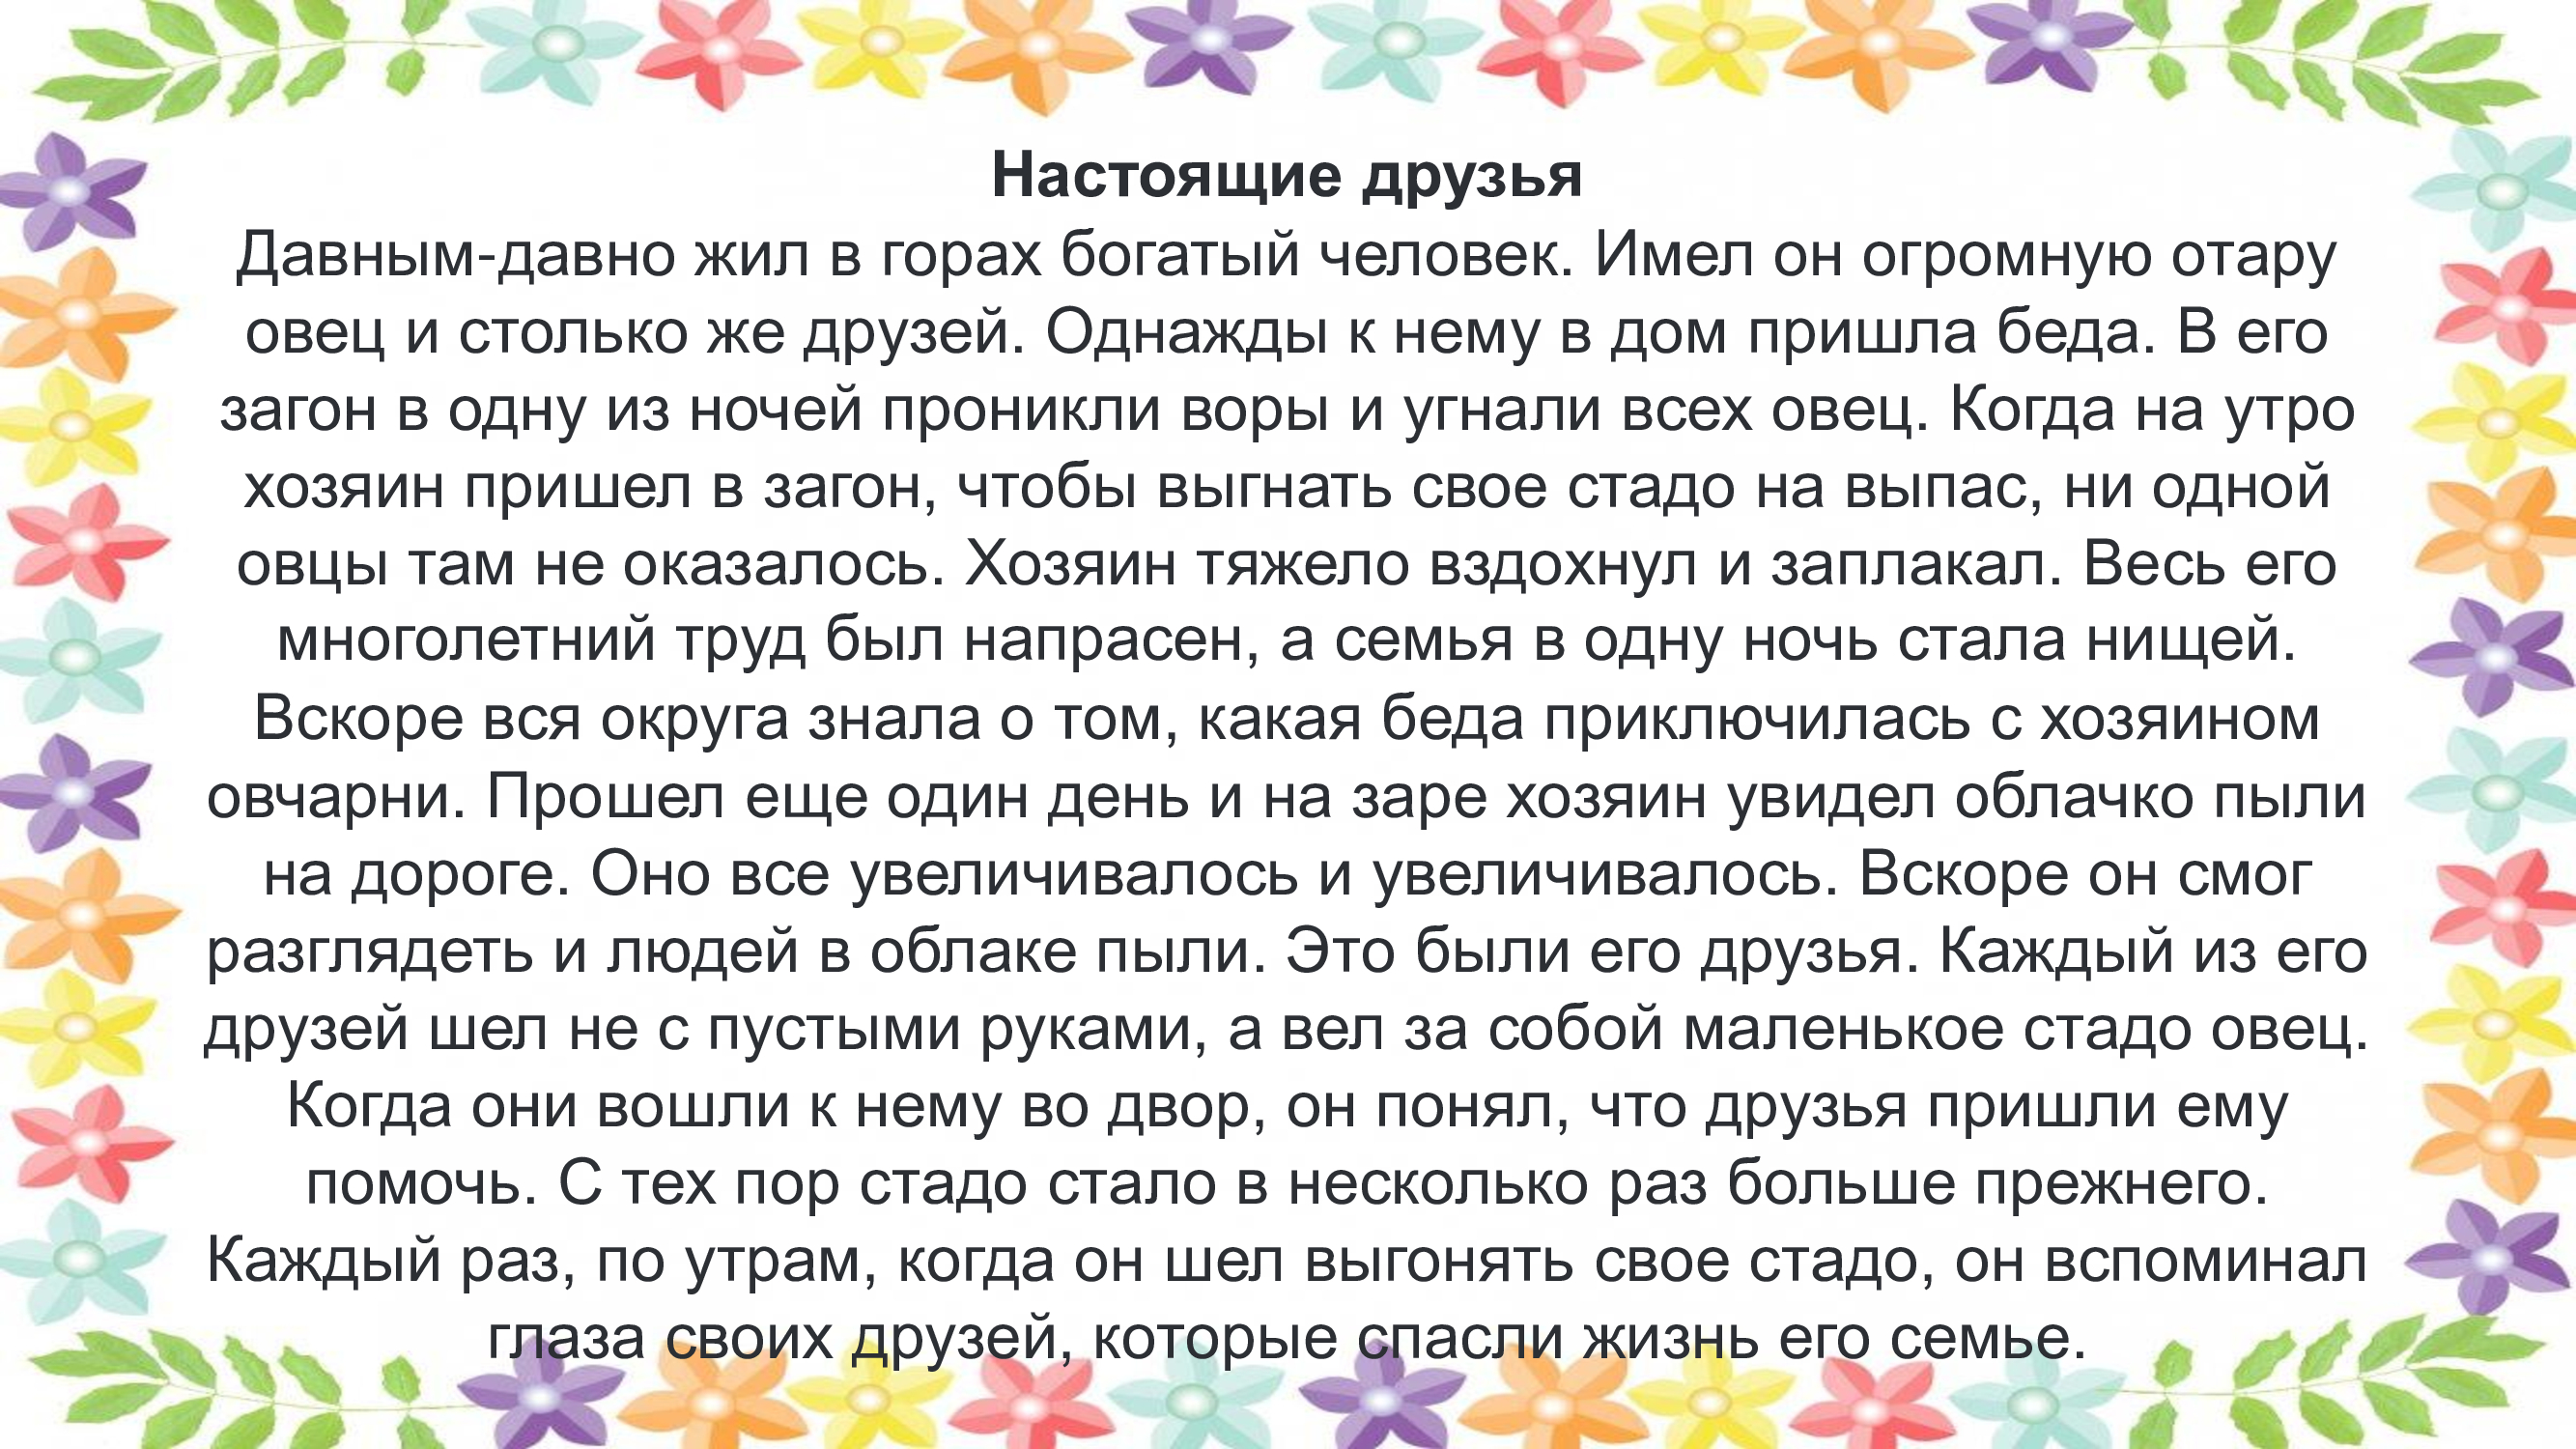 Настоящие друзья
Давным-давно жил в горах богатый человек. Имел он огромную отару
овец и столько же друзей. Однажды к нему в дом пришла беда. В его
загон в одну из ночей проникли воры и угнали всех овец. Когда на утро
хозяин пришел в загон, чтобы выгнать свое стадо на выпас, ни одной
овцы там не оказалось. Хозяин тяжело вздохнул и заплакал. Весь его
многолетний труд был напрасен, а семья в одну ночь стала нищей.
Вскоре вся округа знала о том, какая беда приключилась с хозяином
овчарни. Прошел еще один день и на заре хозяин увидел облачко пыли
на дороге. Оно все увеличивалось и увеличивалось. Вскоре он смог
разглядеть и людей в облаке пыли. Это были его друзья. Каждый из его
друзей шел не с пустыми руками, а вел за собой маленькое стадо овец.
Когда они вошли к нему во двор, он понял, что друзья пришли ему
помочь. С тех пор стадо стало в несколько раз больше прежнего.
Каждый раз, по утрам, когда он шел выгонять свое стадо, он вспоминал
глаза своих друзей, которые спасли жизнь его семье.